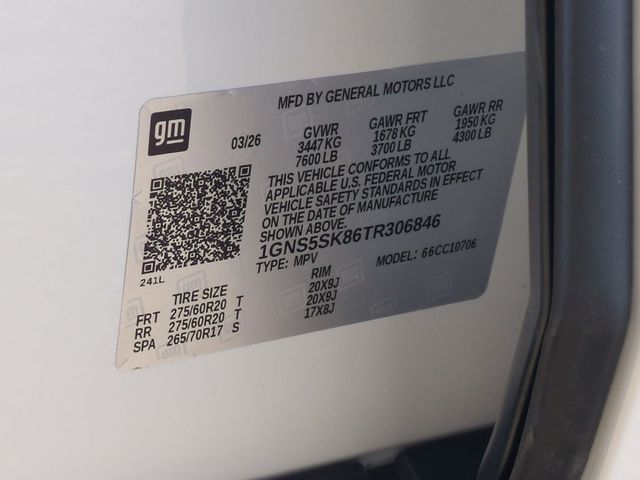 MFD BY GENERAL MOTORS LLC
gm
03/26 GVWR GAWR FRT GAWR RR
3447 KG 1678 KG 1950 KG
7600 LB 3700 LB 4300 LB
THIS VEHICLE CONFORMS TO ALL
APPLICABLE U.S. FEDERAL MOTOR
VEHICLE SAFETY STANDARDS IN EFFECT
ON THE DATE OF MANUFACTURE
SHOWN ABOVE.
1GNS5SK86TR306846
TYPE: MPV MODEL: 66CC10706
241L
TIRE SIZE RIM
FRT 275/60R20 T 20X9J
RR 275/60R20 T 20X9J
SPA 265/70R17 S 17X8J